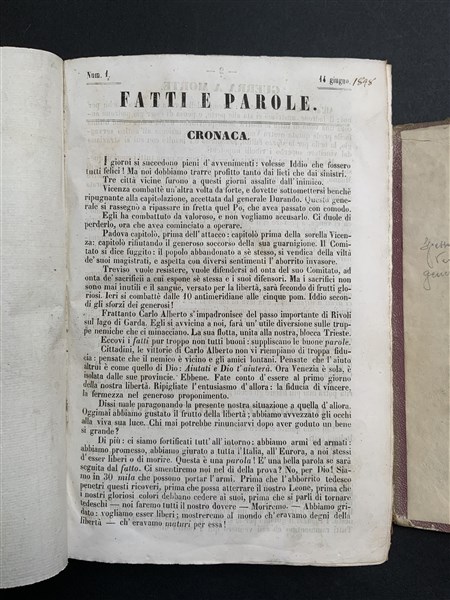 Num. 1.
14 giugno. 1848
FATTI E PAROLE.
CRONACA.
I giorni si succedono pieni d'avvenimenti: volesse Iddio che fossero
tutti felici! Ma noi dobbiamo trarre profitto tanto dai lieti che dai sinistri.
Tre città vicine furono a questi giorni assalite dall'inimico.
Vicenza combattè un'altra volta da forte, e dovette sottomettersi benchè
ripugnante alla capitolazione, accettata dal generale Durando. Questo gene-
rale si rassegno a ripassare in fretta quel Po, che avea passato con comodo.
Egli ha combattuto da valoroso, e non vogliamo accusarlo. Ci duole di
perderlo, ora che avea cominciato a operare.
Padova capitolò, prima dell'attacco: capitolò prima della sorella Vicen-
za: capitolò rifiutando il generoso soccorso della sua guarnigione. Il Comi-
tato si dice fuggito: il popolo abbandonato a sè stesso, si vendica della viltà
de' suoi magistrati, e aspetta con diversi sentimenti l'aborrito invasore.
Treviso vuole resistere, vuole difendersi ad onta del suo Comitato, ad
onta de' sacrificii a cui espone sè stessa e i suoi difensori. Ma i sacrificii non
sono mai inutili e il sangue, versato per la libertà, sarà fecondo di frutti glo-
riosi. Ieri si combattè dalle 10 antimeridiane alle cinque pom. Iddio secon-
di gli sforzi dei generosi!
Frattanto Carlo Alberto s'impadronisce del passo importante di Rivoli
sul lago di Garda. Egli si avvicina a noi, farà un'utile diversione sulle trup-
pe nemiche che ci minacciano. La sua flotta, unita alla nostra, blocca Trieste.
Eccovi i fatti pur troppo non tutti buoni: suppliscano le buone parole.
Cittadini, le vittorie di Carlo Alberto non vi riempiano di troppa fidu-
cia: pensate che il nemico è vicino e gli amici lontani. Pensate che l'aiuto
altrui è come quello di Dio: Aiutati e Dio t'aiuterà. Ora Venezia è sola, è
isolata dalle sue provincie. Ebbene. Fate conto d'essere al primo giorno
della nostra libertà. Ripigliate l'entusiasmo d'allora: la fiducia di vincere,
la fermezza nel generoso proponimento.
Dissi male paragonando la presente nostra situazione a quella d'allora.
Oggimai abbiamo gustato il frutto della libertà; abbiamo avvezzato gli occhi
alla viva sua luce. Chi mai potrebbe rinunciarvi dopo aver goduto un bene
si grande?
Di più: ci siamo fortificati tutt'all'intorno: abbiamo armi ed armati:
abbiamo promesso, abbiamo giurato a tutta l'Italia, all'Eurora, a noi stessi
d'esser liberi o di morire. Questa è una parola! E' una bella parola se sarà
seguita dal fatto. Ci smentiremo noi nel dì della prova? No, per Dio! Sia-
mo in 30 mila che possono portar l'armi. Prima che l'abborrito tedesco
penetri questi ricoveri, prima che possa atterrare il nostro Leone, prima che
i nostri gloriosi colori debbano cedere ai suoi, prima che si parli di tornare
tedeschi — noi faremo tutti il nostro dovere — Moriremo. — Abbiamo gri-
dato: vogliamo esser liberi; mostreremo al mondo ch'eravamo degni della
libertà — ch'eravamo maturi per essa!